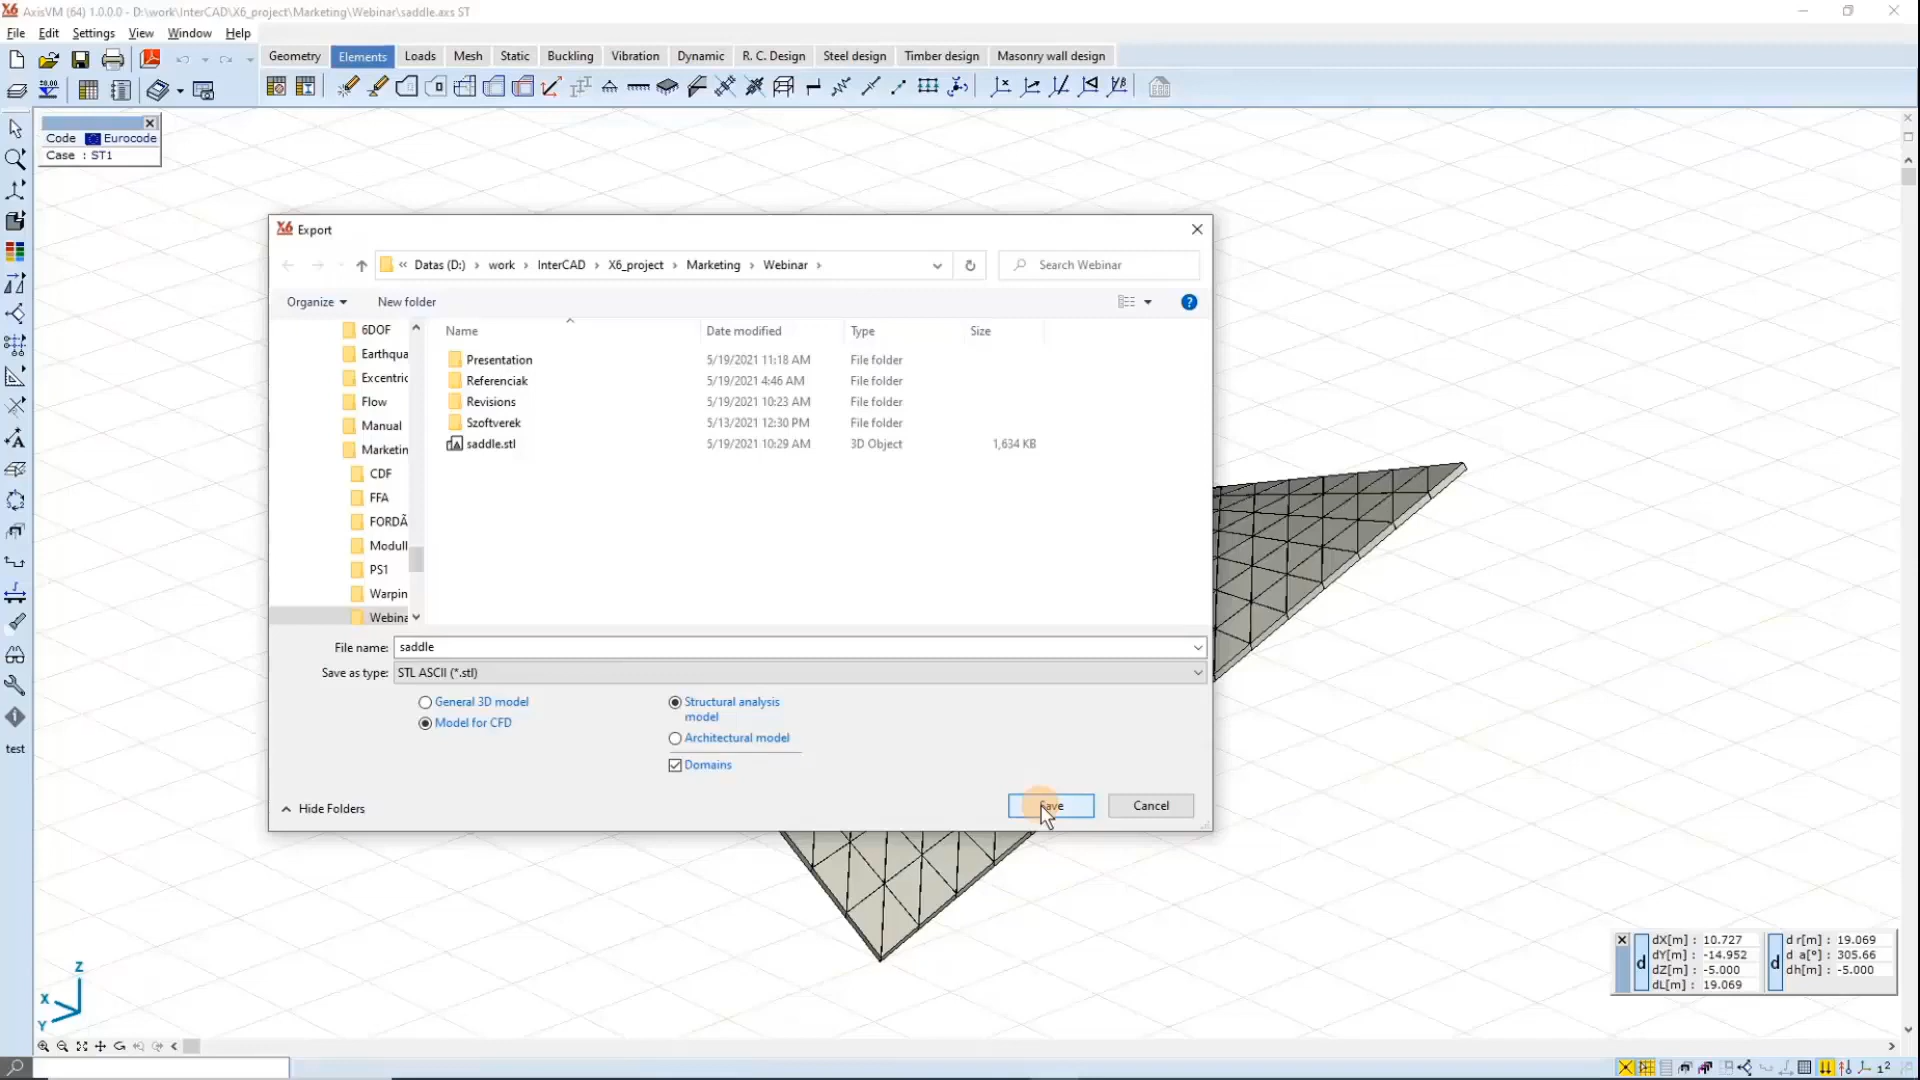 X6 AxisVM (64) 1.0.0.0 - D:\work\InterCAD\X6_project\Marketing\Webinar\saddle.axs ST
File Edit Settings View Window Help
Geometry Elements Loads Mesh Static Buckling Vibration Dynamic R. C. Design Steel design Timber design Masonry wall design
Code Eurocode
Case : ST1
X6 Export
« Datas (D:) › work › InterCAD › X6_project › Marketing › Webinar ›
Search Webinar
Organize New folder
Name Date modified Type Size
6DOF
Earthqua
Excentric
Flow
Manual
Marketin
CDF
FFA
FORDÃ
Modull
PS1
Warpin
Webina
Presentation 5/19/2021 11:18 AM File folder
Referenciak 5/19/2021 4:46 AM File folder
Revisions 5/19/2021 10:23 AM File folder
Szoftverek 5/13/2021 12:30 PM File folder
saddle.stl 5/19/2021 10:29 AM 3D Object 1,634 KB
File name: saddle
Save as type: STL ASCII (*.stl)
General 3D model
Model for CFD
Structural analysis
model
Architectural model
Domains
Hide Folders
Save Cancel
test
Z
X
Y
dX[m] : 10.727
dY[m] : -14.952
dZ[m] : -5.000
dL[m] : 19.069
d r[m] : 19.069
d a[°] : 305.66
dh[m] : -5.000
d
d